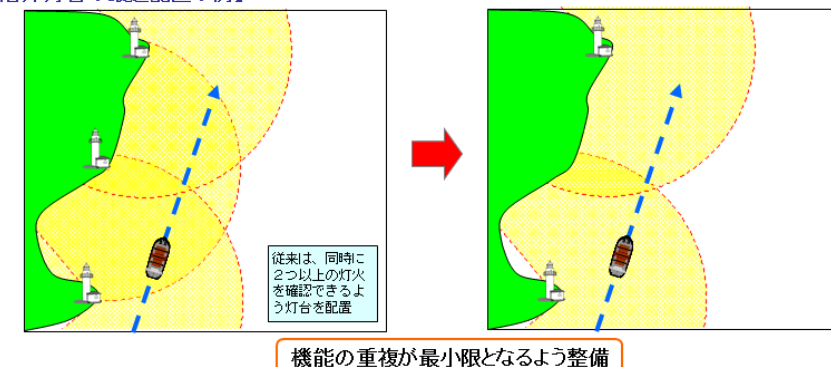 従来は、同時に
２つ以上の灯火
を確認できるよ
う灯台を配置
機能の重複が最小限となるよう整備